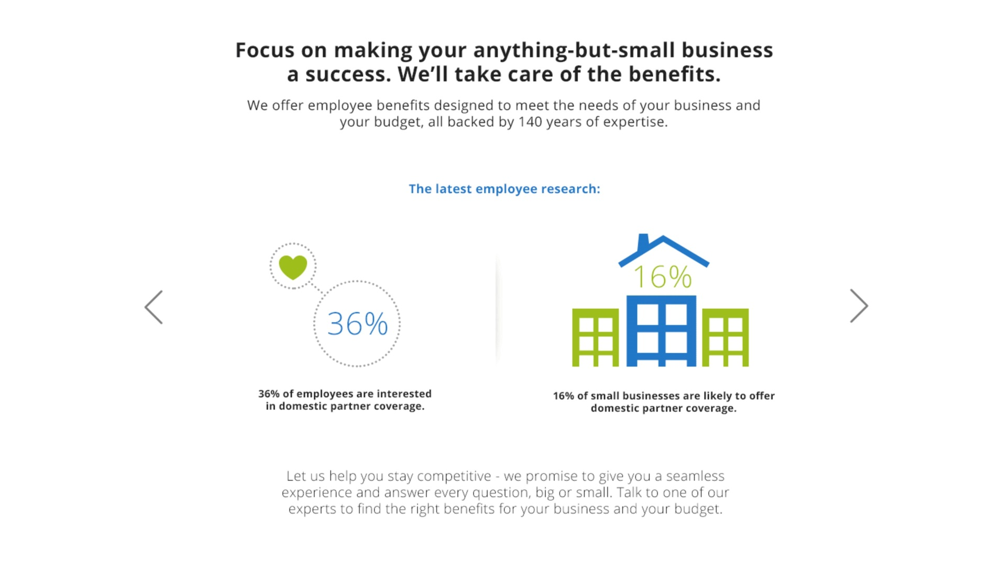 Focus on making your anything-but-small business
a success. We’ll take care of the benefits.
We offer employee benefits designed to meet the needs of your business and
your budget, all backed by 140 years of expertise.
The latest employee research:
36%
16%
36% of employees are interested
in domestic partner coverage.
16% of small businesses are likely to offer
domestic partner coverage.
Let us help you stay competitive - we promise to give you a seamless
experience and answer every question, big or small. Talk to one of our
experts to find the right benefits for your business and your budget.